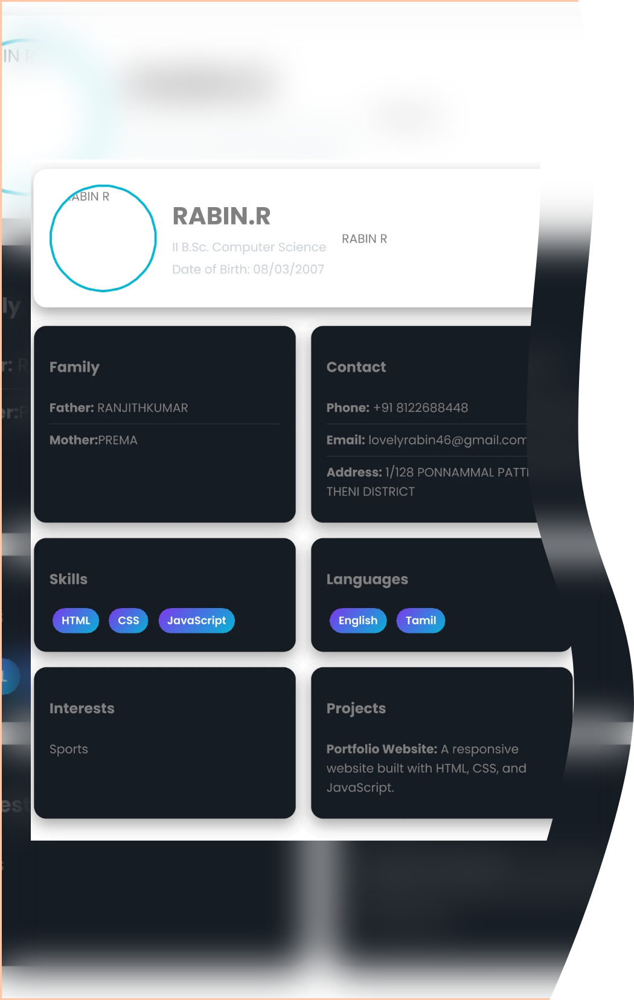 RABIN R
RABIN.R
II B.Sc. Computer Science
Date of Birth: 08/03/2007
RABIN R
Family
Father: RANJITHKUMAR
Mother:PREMA
Contact
Phone: +91 8122688448
Email: lovelyrabin46@gmail.com
Address: 1/128 PONNAMMAL
THENI DISTRICT
Skills
HTML CSS JavaScript
Languages
English Tamil
Interests
Sports
Projects
Portfolio Website: A responsive
website built with HTML, CSS, and
JavaScript.